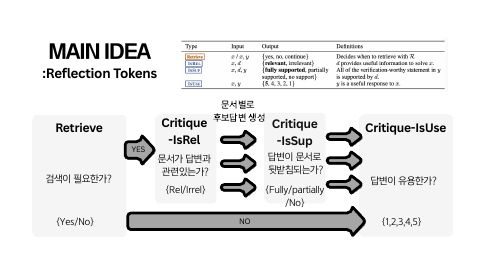 MAIN IDEA
:Reflection Tokens
Type Input Output Definitions
Retrieve x / x, y {yes, no, continue} Decides when to retrieve with R
IsREL x, d {relevant, irrelevant} d provides useful information to solve x.
IsSUP x, d, y {fully supported, partially supported, no support} All of the verification-worthy statement in y is supported by d.
IsUSE x, y {5, 4, 3, 2, 1} y is a useful response to x.
문서별로
후보답변 생성
Retrieve
검색이 필요한가?
{Yes/No}
YES
Critique
-IsRel
문서가 답변과
관련있는가?
{Rel/Irrel}
Critique
-IsSup
답변이 문서로
뒷받침되는가?
{Fully/partially
/No}
Critique-IsUse
답변이 유용한가?
{1,2,3,4,5}
NO